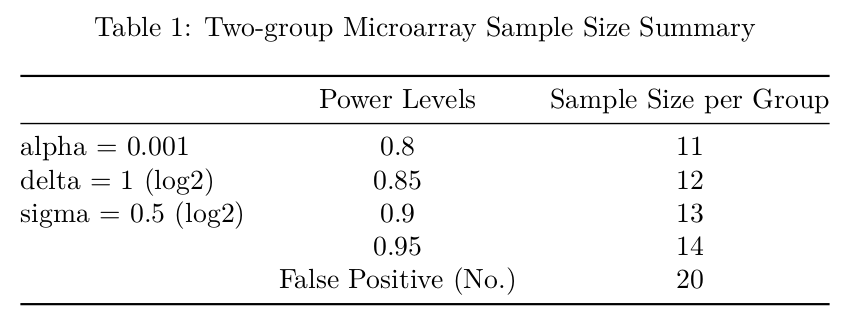 Table 1: Two-group Microarray Sample Size Summary
Power Levels Sample Size per Group
alpha = 0.001 0.8 11
delta = 1 (log2) 0.85 12
sigma = 0.5 (log2) 0.9 13
0.95 14
False Positive (No.) 20